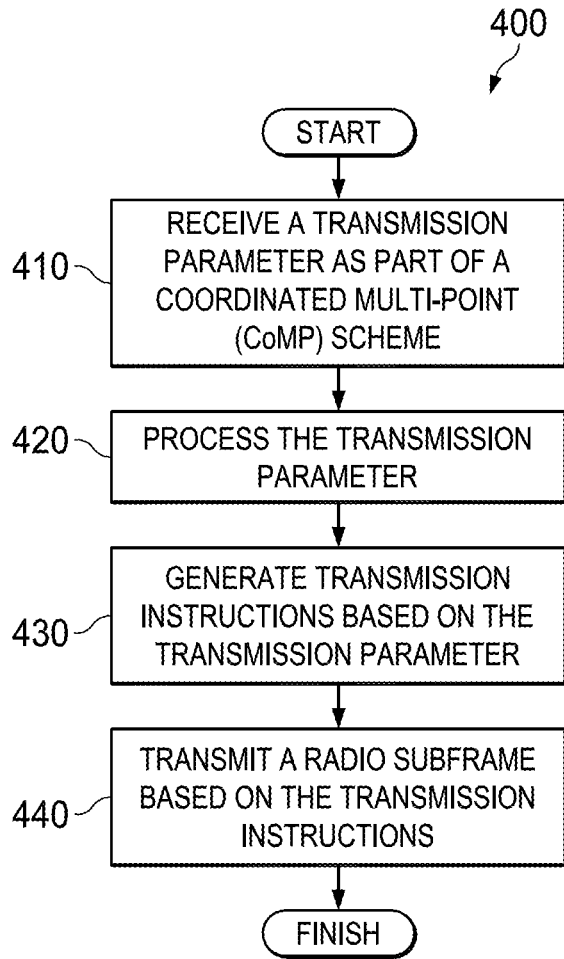 400
START
410
RECEIVE A TRANSMISSION
PARAMETER AS PART OF A
COORDINATED MULTI-POINT
(CoMP) SCHEME
420
PROCESS THE TRANSMISSION
PARAMETER
430
GENERATE TRANSMISSION
INSTRUCTIONS BASED ON THE
TRANSMISSION PARAMETER
440
TRANSMIT A RADIO SUBFRAME
BASED ON THE TRANSMISSION
INSTRUCTIONS
FINISH